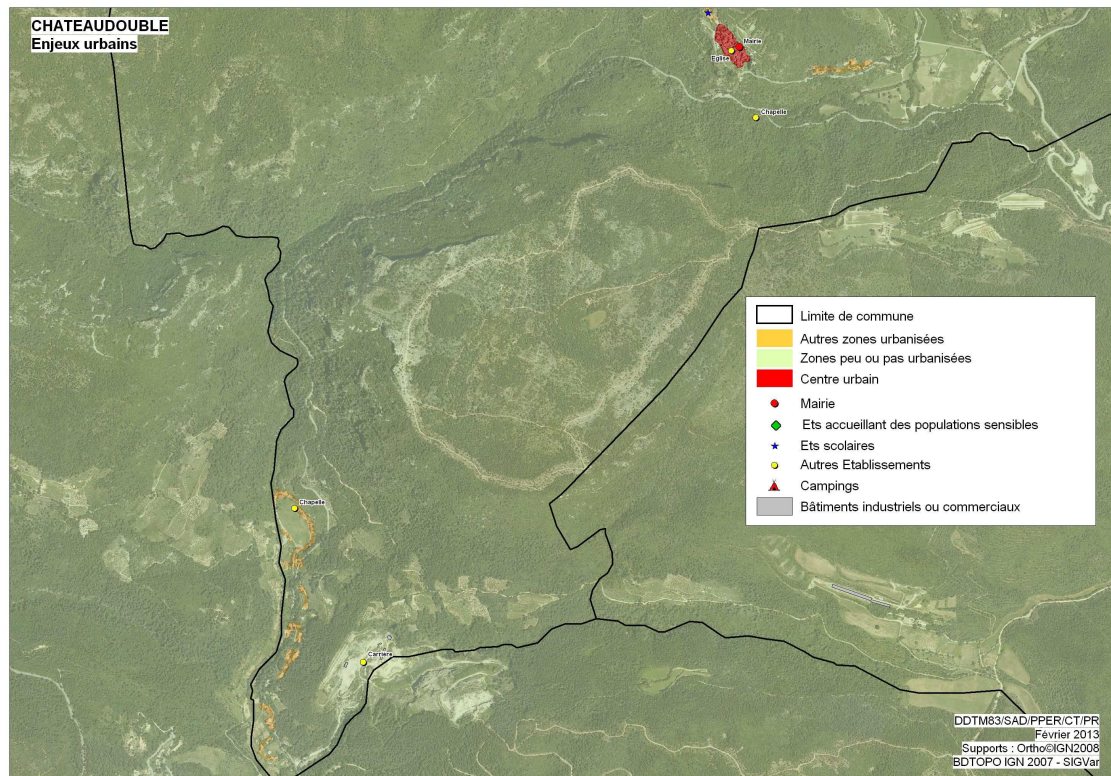 CHATEAUDOUBLE
Enjeux urbains
Mairie
Eglise
Chapelle
Limite de commune
Autres zones urbanisées
Zones peu ou pas urbanisées
Centre urbain
Mairie
Ets accueillant des populations sensibles
Ets scolaires
Autres Etablissements
Campings
Bâtiments industriels ou commerciaux
Chapelle
Carrière
DDTM83/SAD/PPER/CT/PR
Février 2013
Supports : Ortho©IGN2008
BDTOPO IGN 2007 - SIGVar